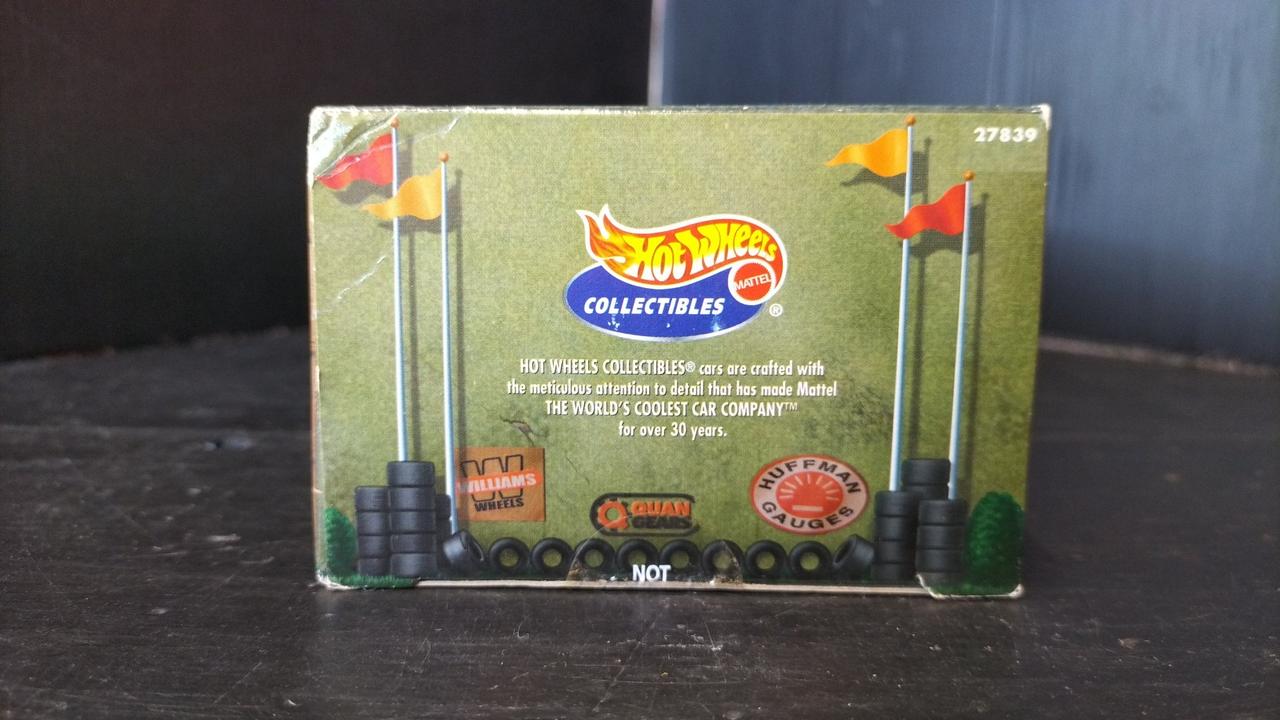 27839
HOT WHEELS
MATTEL
COLLECTIBLES®
HOT WHEELS COLLECTIBLES® cars are crafted with
the meticulous attention to detail that has made Mattel
THE WORLD'S COOLEST CAR COMPANY™
for over 30 years.
W
WILLIAMS
WHEELS
QUAN
GEARS
HUFFMAN
GAUGES
NOT